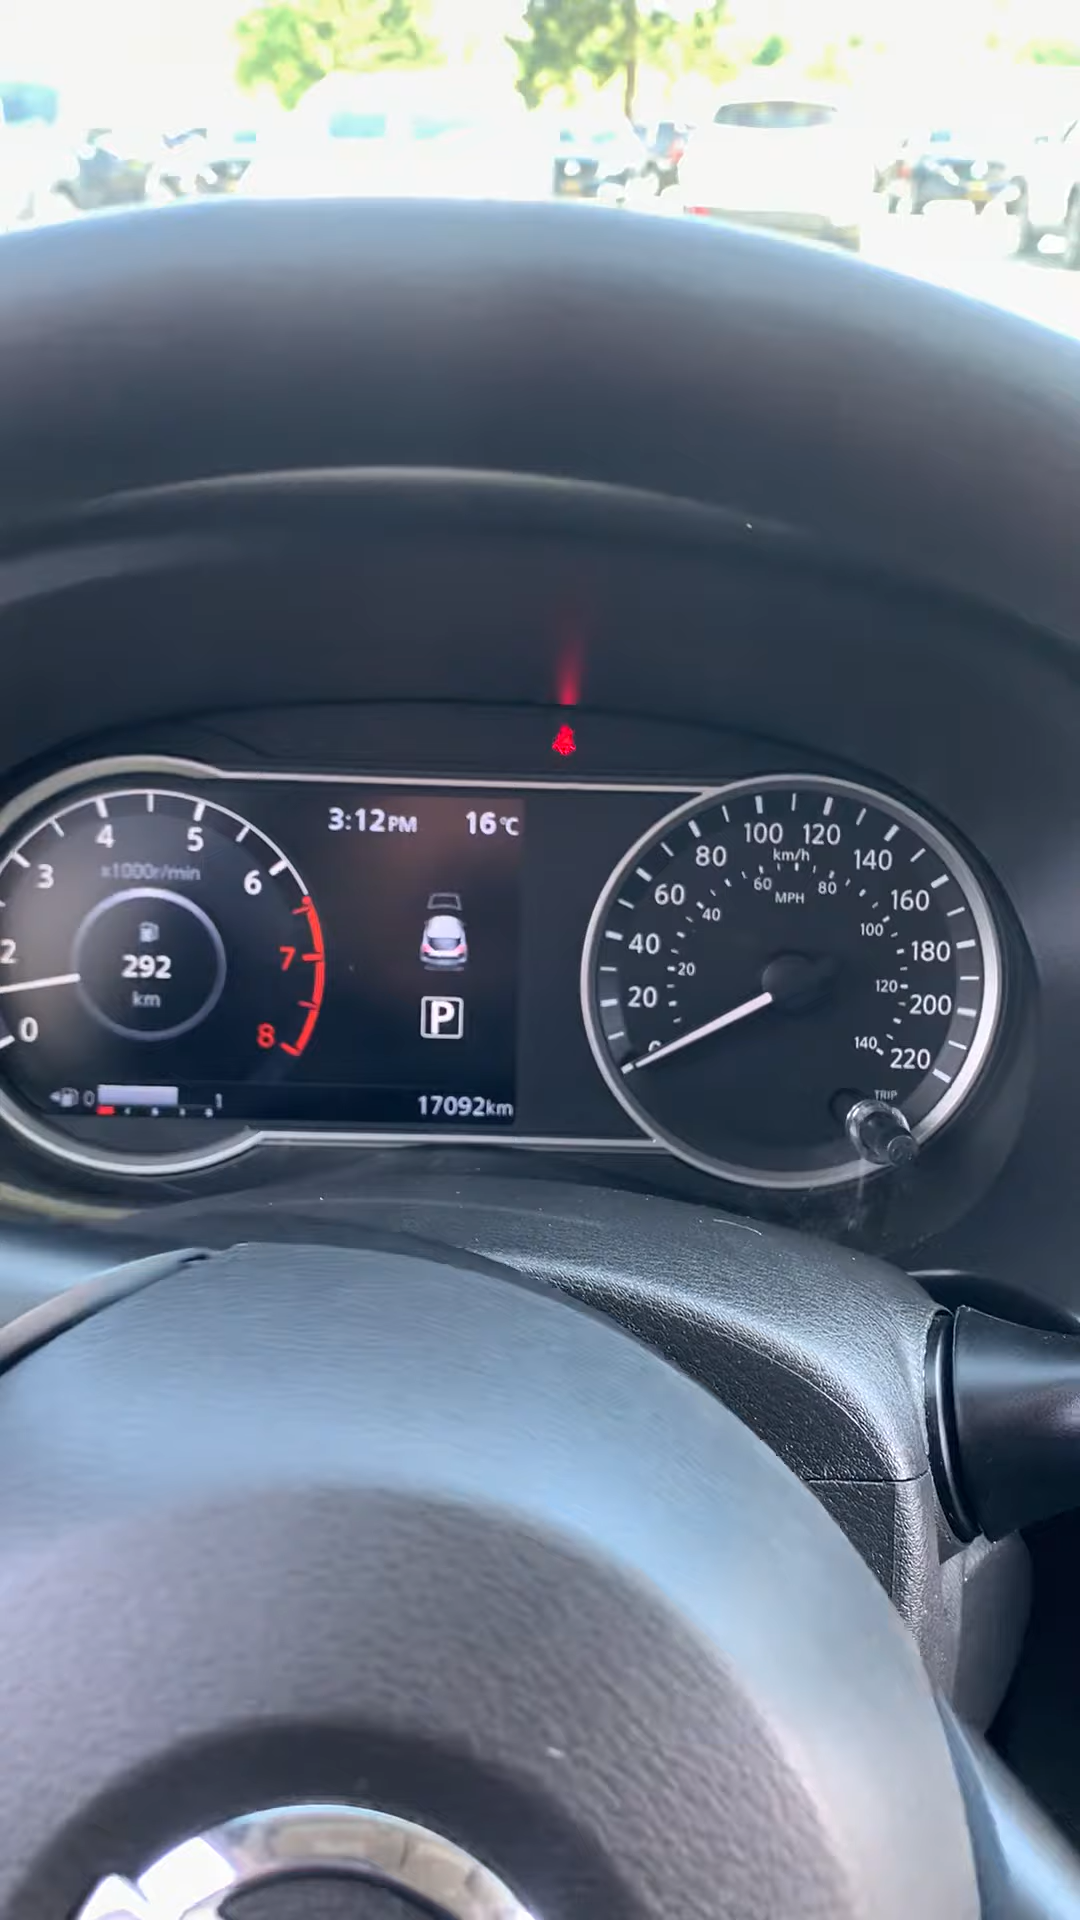 3:12PM 16°C
4 5
3 x1000r/min 6
2 292 7
km
0 8
0 1
P
17092km
100 120
80 km/h 140
60 60 MPH 80 160
40 40 100 180
20 20 120 200
0 140 220
TRIP